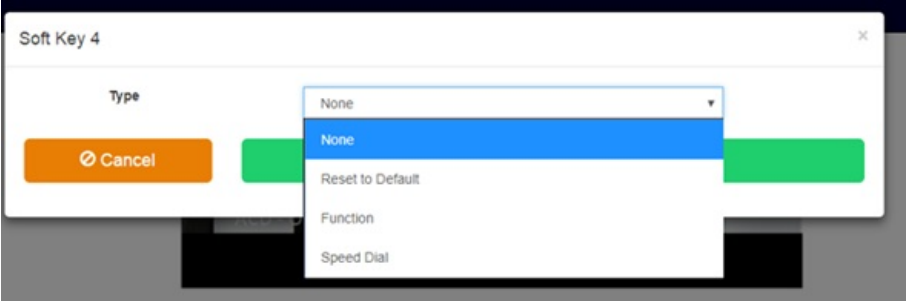 Soft Key 4
×
Type
None
None
Cancel
Reset to Default
Function
Speed Dial